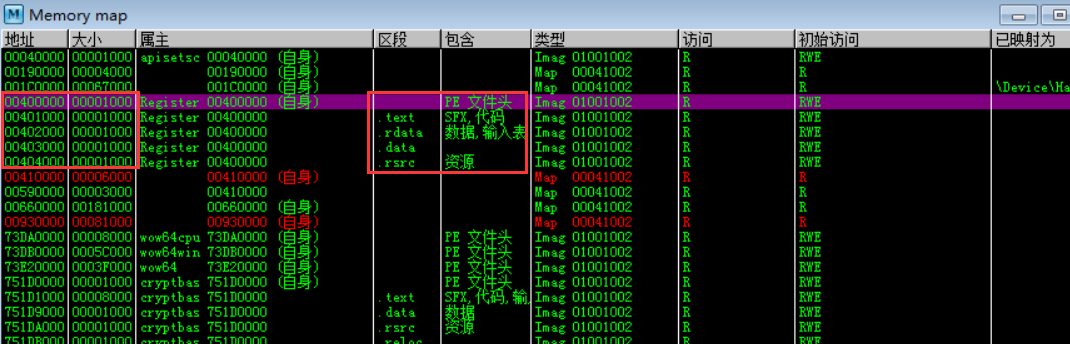 M Memory map
地址 大小 属主 区段 包含 类型 访问 初始访问 已映射为
00040000 00001000 apisetsc 00040000 (自身) Imag 01001002 R RWE
00190000 00004000 00190000 (自身) Map 00041002 R R
001C0000 00067000 001C0000 (自身) Map 00041002 R R \Device\Ha
00400000 00001000 Register 00400000 (自身) PE 文件头 Imag 01001002 R RWE
00401000 00001000 Register 00400000 .text SFX,代码 Imag 01001002 R RWE
00402000 00001000 Register 00400000 .rdata 数据,输入表 Imag 01001002 R RWE
00403000 00001000 Register 00400000 .data Imag 01001002 R RWE
00404000 00001000 Register 00400000 .rsrc 资源 Imag 01001002 R RWE
00410000 00006000 00410000 (自身) Map 00041002 R R
00590000 00003000 00410000 Map 00041002 R R
00660000 00181000 00660000 (自身) Map 00041002 R R
00930000 00081000 00930000 (自身) Map 00041002 R R
73DA0000 00008000 wow64cpu 73DA0000 (自身) PE 文件头 Imag 01001002 R RWE
73DB0000 0005C000 wow64win 73DB0000 (自身) PE 文件头 Imag 01001002 R RWE
73E20000 0003F000 wow64 73E20000 (自身) PE 文件头 Imag 01001002 R RWE
751D0000 00001000 cryptbas 751D0000 (自身) PE 文件头 Imag 01001002 R RWE
751D1000 00008000 cryptbas 751D0000 .text SFX,代码,输 Imag 01001002 R RWE
751D9000 00001000 cryptbas 751D0000 .data 数据 Imag 01001002 R RWE
751DA000 00001000 cryptbas 751D0000 .rsrc 资源 Imag 01001002 R RWE
751DB000 00001000 cryptbas 751D0000 .reloc Imag 01001002 R RWE